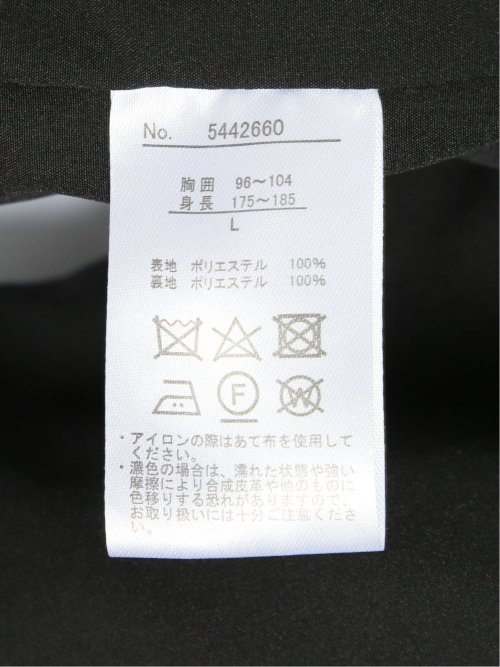 No. 5442660
胸囲 96～104
身長 175～185
L
表地 ポリエステル 100%
裏地 ポリエステル 100%
F W
・アイロンの際はあて布を使用して
ください。
・濃色の場合は、濡れた状態や強い
摩擦により合成皮革や他のものに
色移りする恐れがありますので、
お取り扱いには十分ご注意くださ
い。